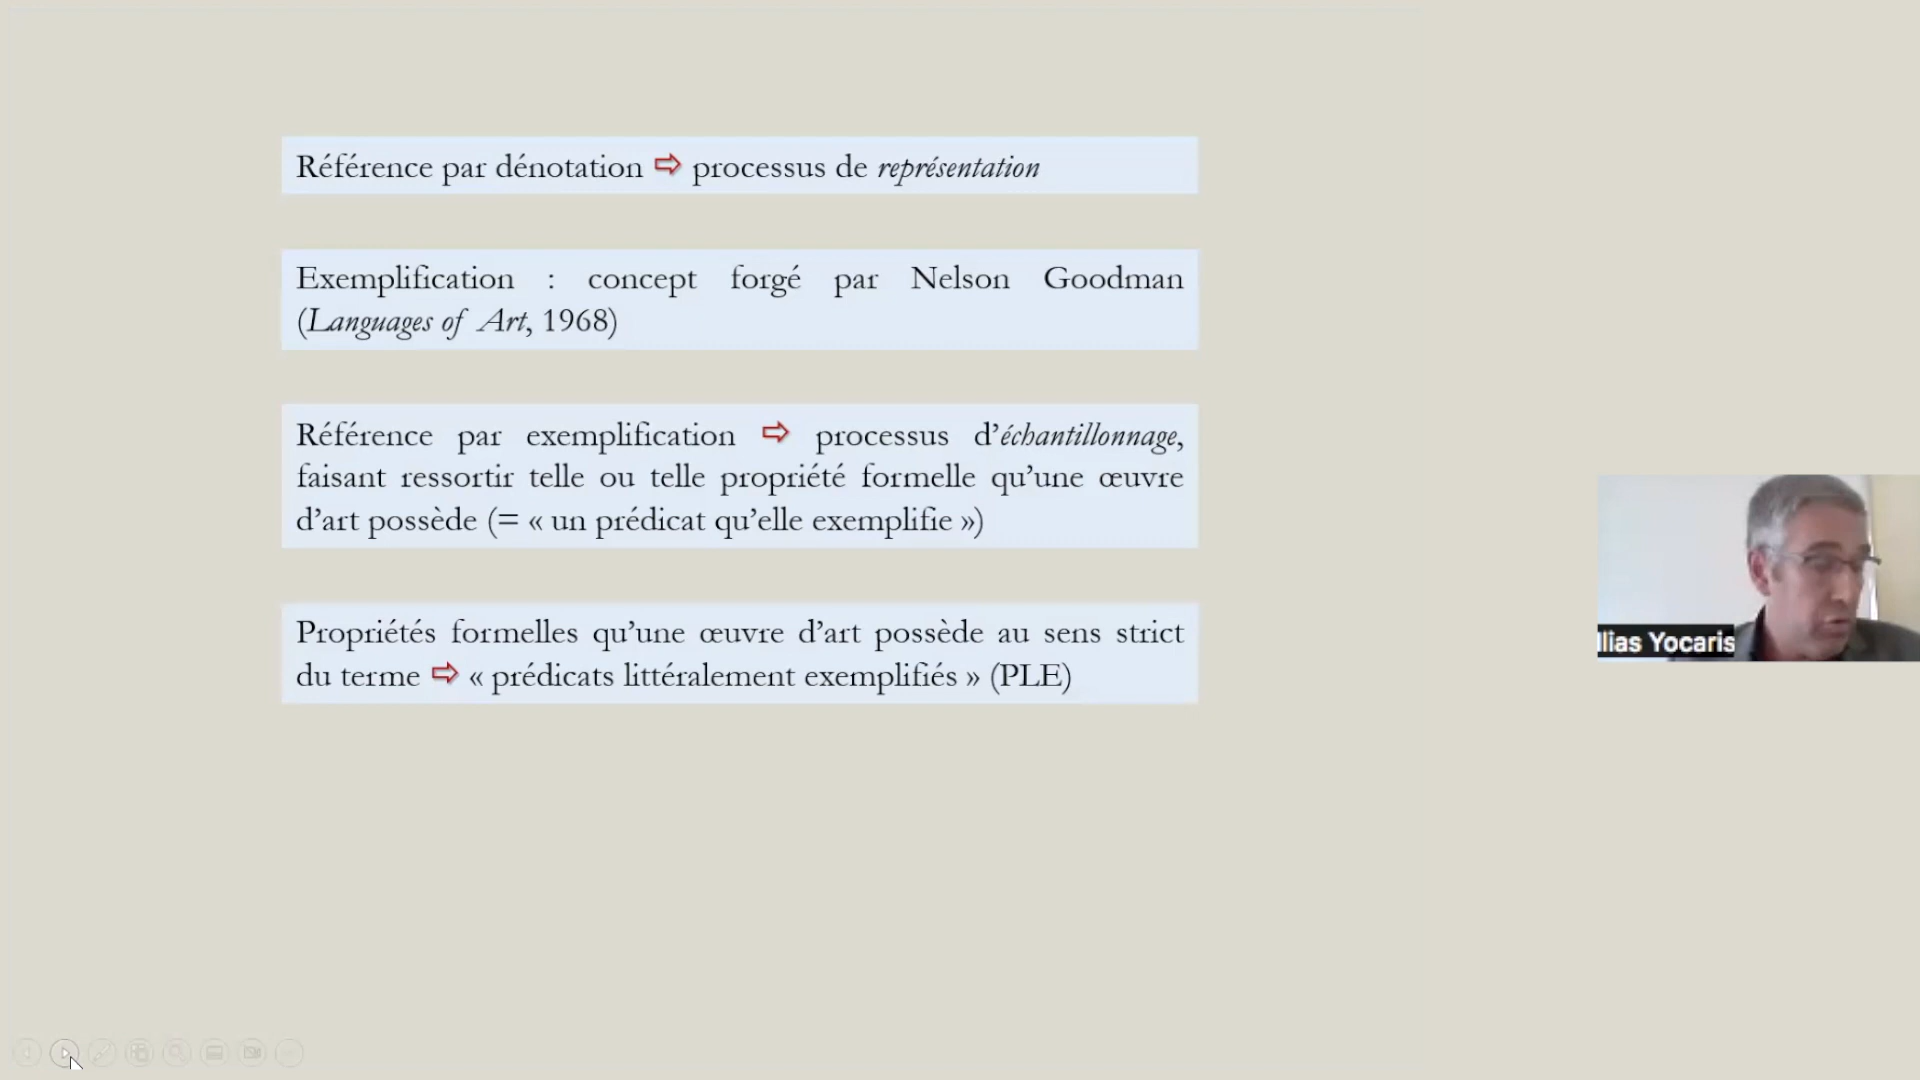 Référence par dénotation ⇨ processus de représentation
Exemplification : concept forgé par Nelson Goodman
(Languages of Art, 1968)
Référence par exemplification ⇨ processus d’échantillonnage,
faisant ressortir telle ou telle propriété formelle qu’une œuvre
d’art possède (= « un prédicat qu’elle exemplifie »)
Propriétés formelles qu’une œuvre d’art possède au sens strict
du terme ⇨ « prédicats littéralement exemplifiés » (PLE)
Ilias Yocaris